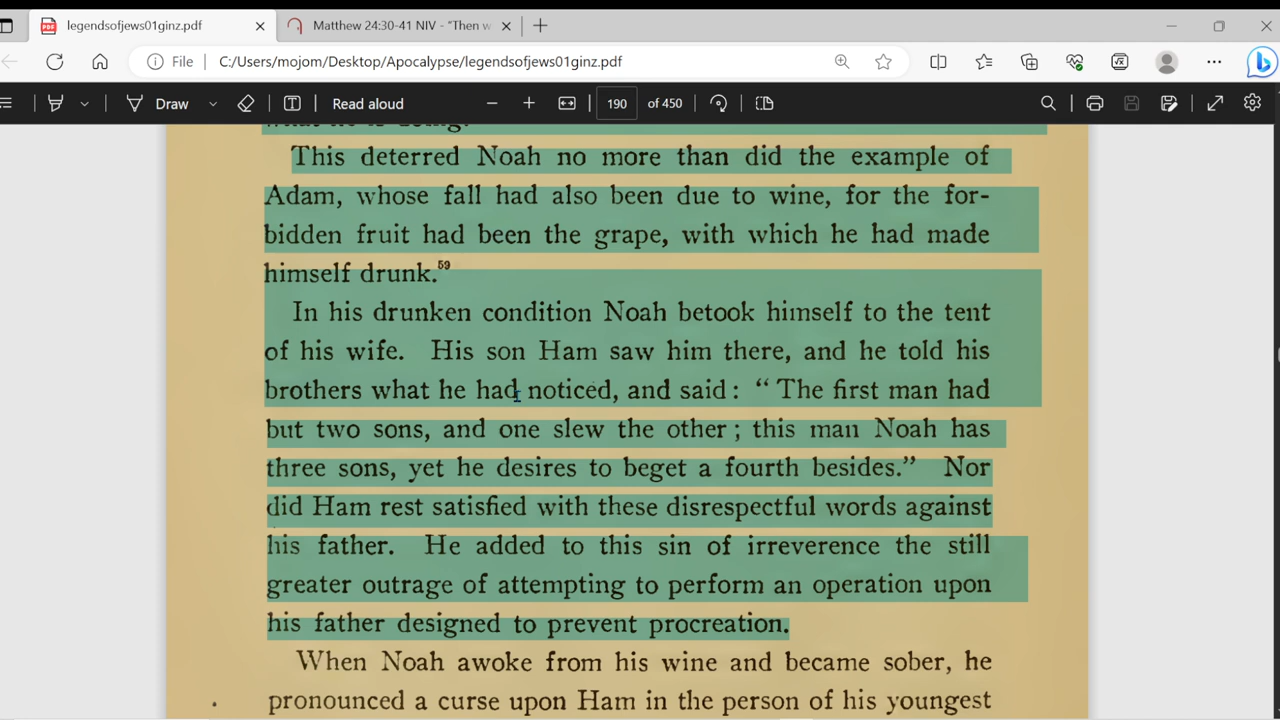 legendsofjews01ginz.pdf
Matthew 24:30-41 NIV - “Then w
File
C:/Users/mojom/Desktop/Apocalypse/legendsofjews01ginz.pdf
Draw
Read aloud
190 of 450
what he is doing.
This deterred Noah no more than did the example of
Adam, whose fall had also been due to wine, for the for-
bidden fruit had been the grape, with which he had made
himself drunk.⁵⁹
In his drunken condition Noah betook himself to the tent
of his wife. His son Ham saw him there, and he told his
brothers what he had noticed, and said: “ The first man had
but two sons, and one slew the other; this man Noah has
three sons, yet he desires to beget a fourth besides.” Nor
did Ham rest satisfied with these disrespectful words against
his father. He added to this sin of irreverence the still
greater outrage of attempting to perform an operation upon
his father designed to prevent procreation.
When Noah awoke from his wine and became sober, he
pronounced a curse upon Ham in the person of his youngest